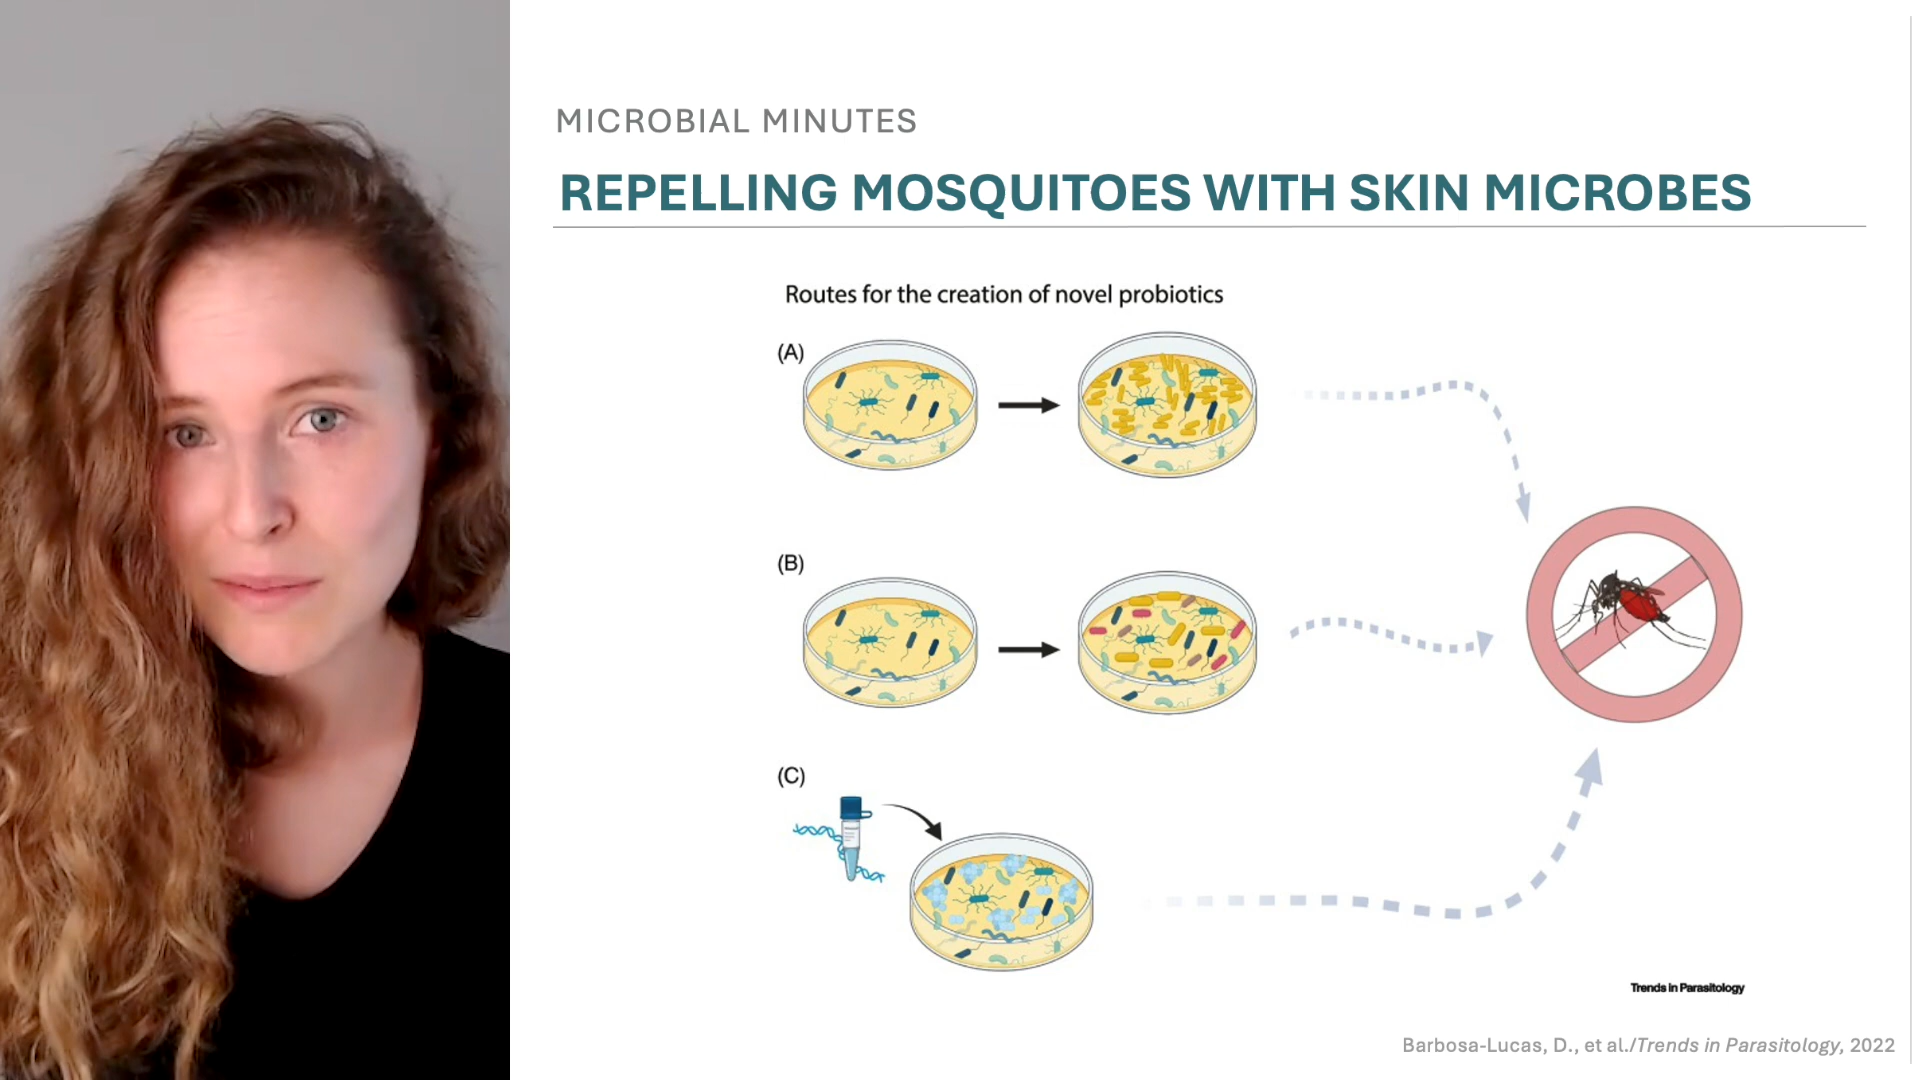 MICROBIAL MINUTES
REPELLING MOSQUITOES WITH SKIN MICROBES
Routes for the creation of novel probiotics
(A)
(B)
(C)
Trends in Parasitology
Barbosa-Lucas, D., et al./Trends in Parasitology, 2022